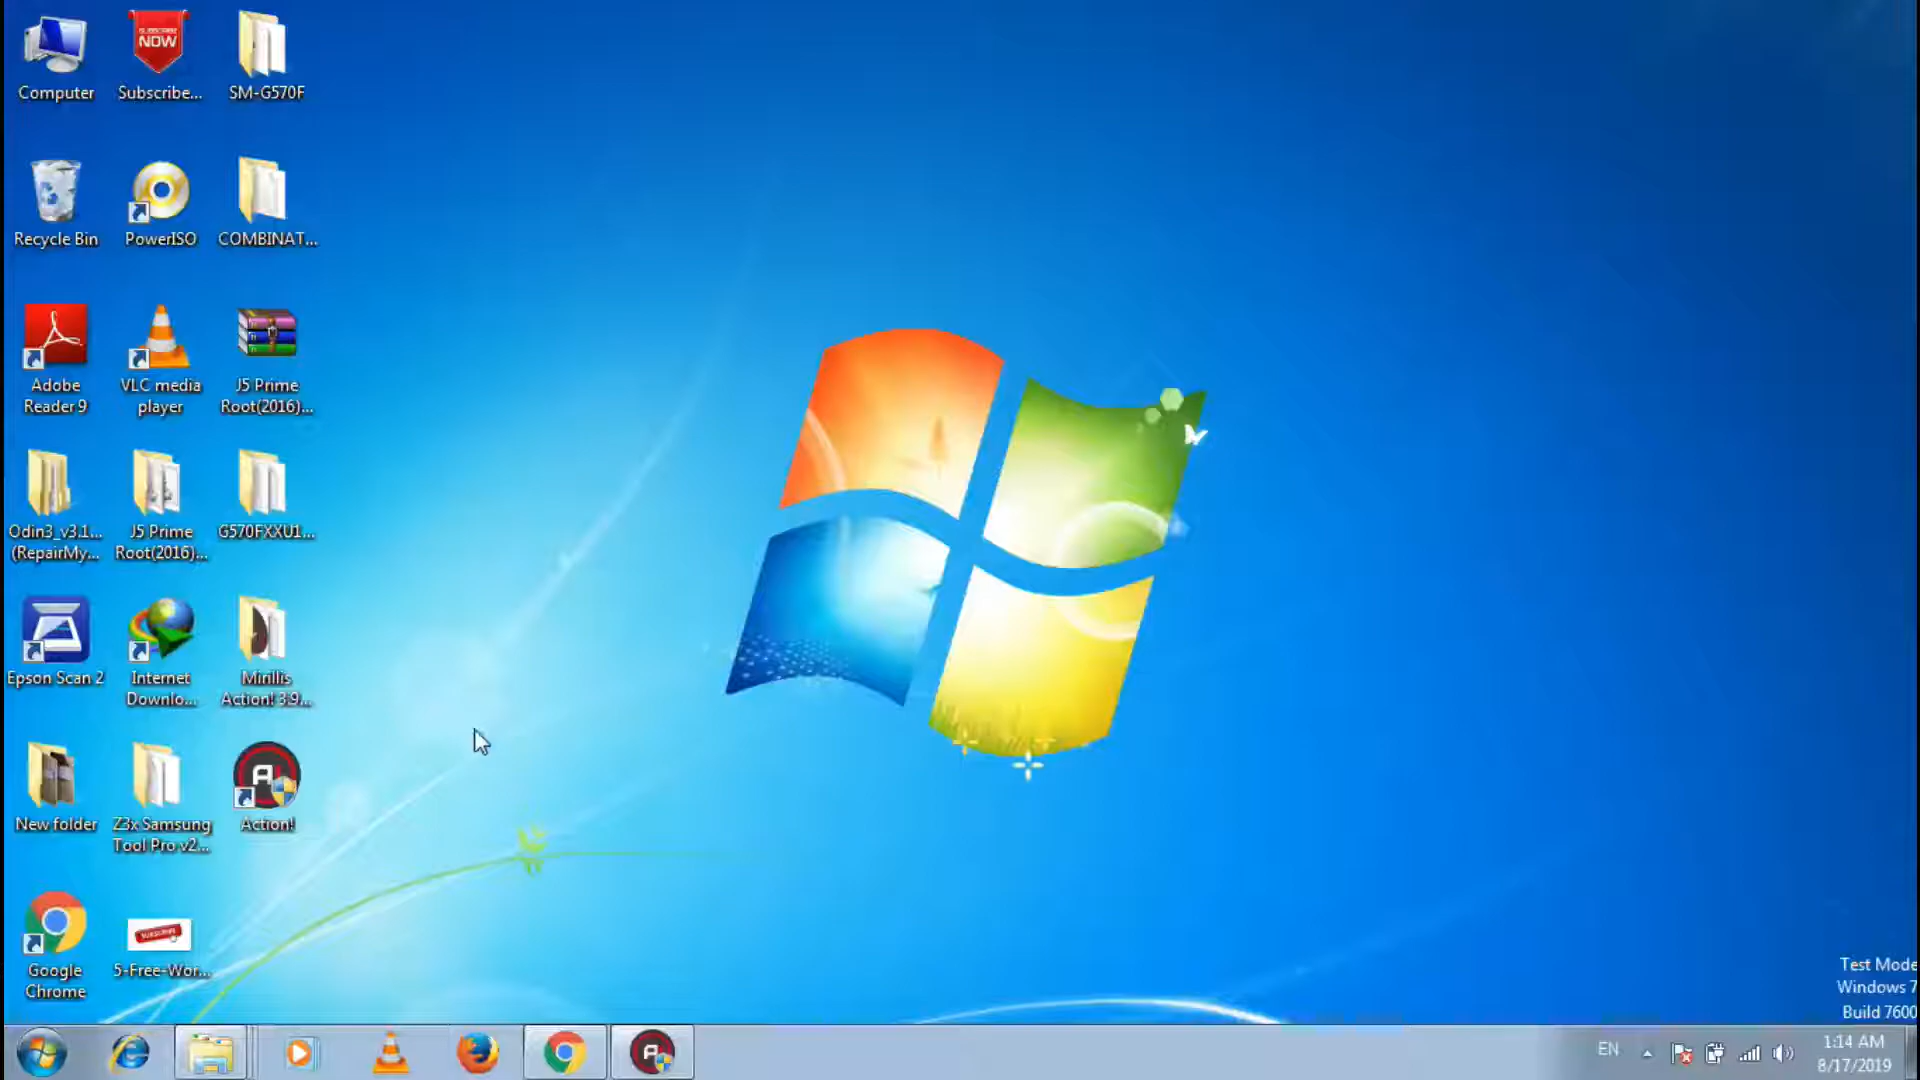 Computer
NOW
Subscribe...
SM-G570F
Recycle Bin
PowerISO
COMBINAT...
Adobe
Reader 9
VLC media
player
J5 Prime
Root(2016)...
Odin3_v3.1...
(RepairMy...
J5 Prime
Root(2016)...
G570FXXU1...
Epson Scan 2
Internet
Downlo...
Mirillis
Action! 3.9...
New folder
Z3x Samsung
Tool Pro v2...
Action!
Google
Chrome
SUBSCRIBE
5-Free-Wor...
Test Mode
Windows 7
Build 7600
EN
1:14 AM
8/17/2019